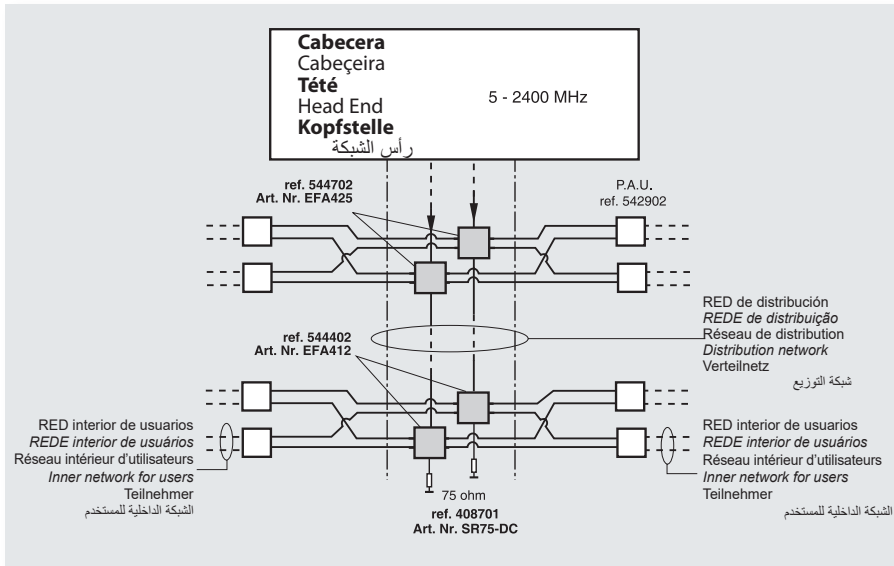 Cabecera
Cabeçeira
Tété
Head End
Kopfstelle
رأس الشبكة
5 - 2400 MHz
ref. 544702
Art. Nr. EFA425
P.A.U.
ref. 542902
RED de distribución
REDE de distribuição
Réseau de distribution
Distribution network
Verteilnetz
شبكة التوزيع
ref. 544402
Art. Nr. EFA412
RED interior de usuarios
REDE interior de usuários
Réseau intérieur d'utilisateurs
Inner network for users
Teilnehmer
الشبكة الداخلية للمستخدم
RED interior de usuarios
REDE interior de usuários
Réseau intérieur d'utilisateurs
Inner network for users
Teilnehmer
الشبكة الداخلية للمستخدم
75 ohm
ref. 408701
Art. Nr. SR75-DC